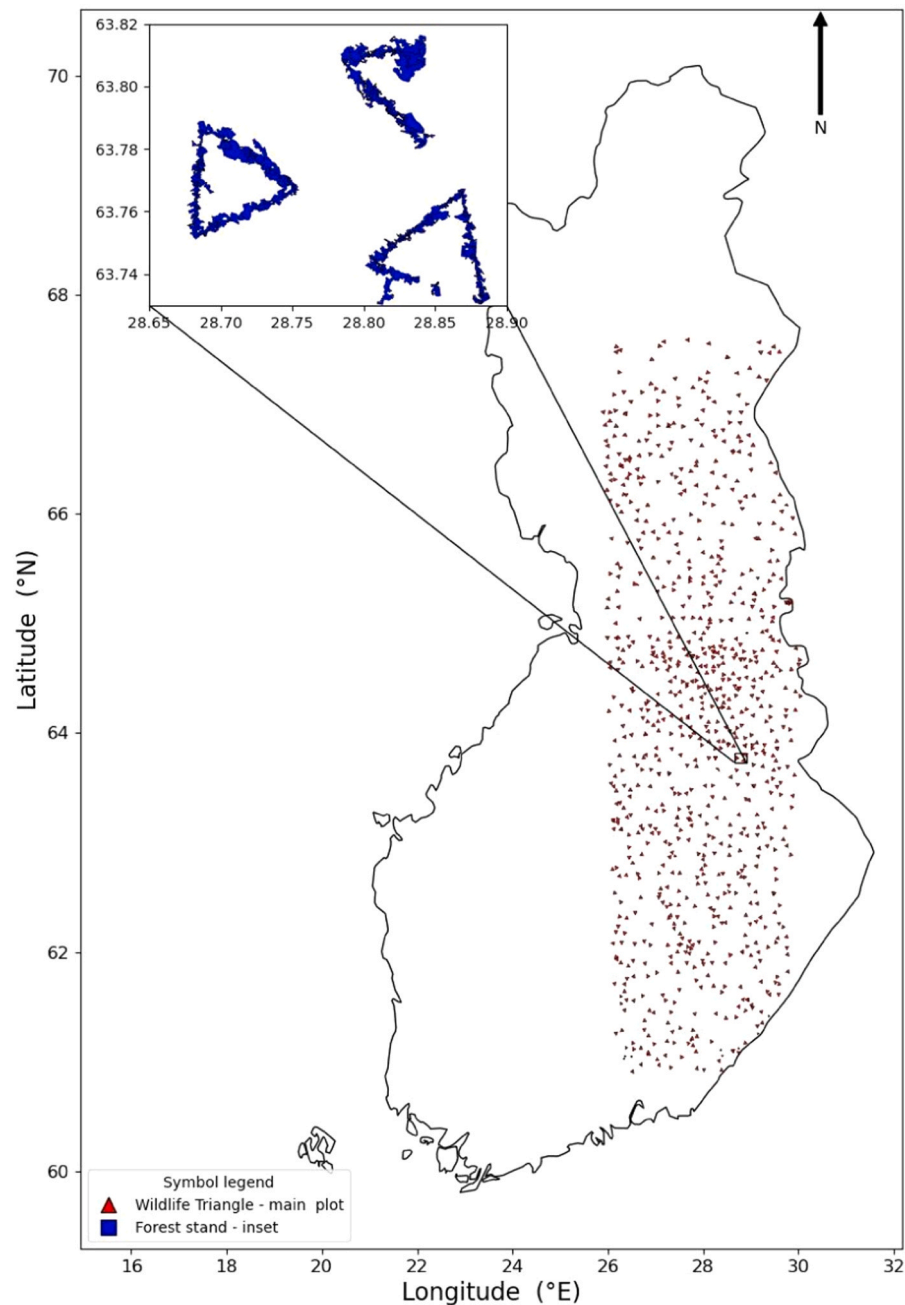 63.82
63.80
63.78
63.76
63.74
28.65 28.70 28.75 28.80 28.85 28.90
N
70
68
66
64
62
60
Latitude (°N)
Symbol legend
Wildlife Triangle - main plot
Forest stand - inset
16 18 20 22 24 26 28 30 32
Longitude (°E)